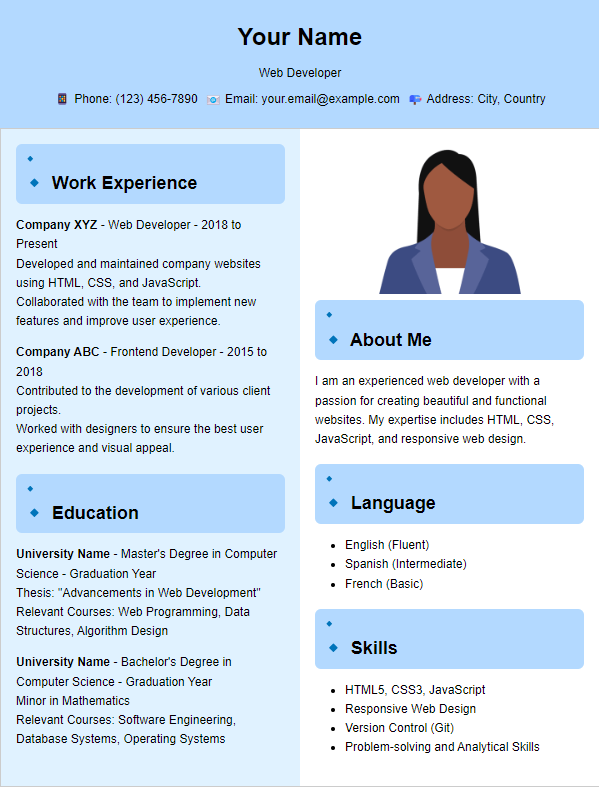 Your Name
Web Developer
Phone: (123) 456-7890 Email: your.email@example.com Address: City, Country
Work Experience
Company XYZ - Web Developer - 2018 to
Present
Developed and maintained company websites
using HTML, CSS, and JavaScript.
Collaborated with the team to implement new
features and improve user experience.
Company ABC - Frontend Developer - 2015 to
2018
Contributed to the development of various client
projects.
Worked with designers to ensure the best user
experience and visual appeal.
Education
University Name - Master's Degree in Computer
Science - Graduation Year
Thesis: "Advancements in Web Development"
Relevant Courses: Web Programming, Data
Structures, Algorithm Design
University Name - Bachelor's Degree in
Computer Science - Graduation Year
Minor in Mathematics
Relevant Courses: Software Engineering,
Database Systems, Operating Systems
About Me
I am an experienced web developer with a
passion for creating beautiful and functional
websites. My expertise includes HTML, CSS,
JavaScript, and responsive web design.
Language
English (Fluent)
Spanish (Intermediate)
French (Basic)
Skills
HTML5, CSS3, JavaScript
Responsive Web Design
Version Control (Git)
Problem-solving and Analytical Skills